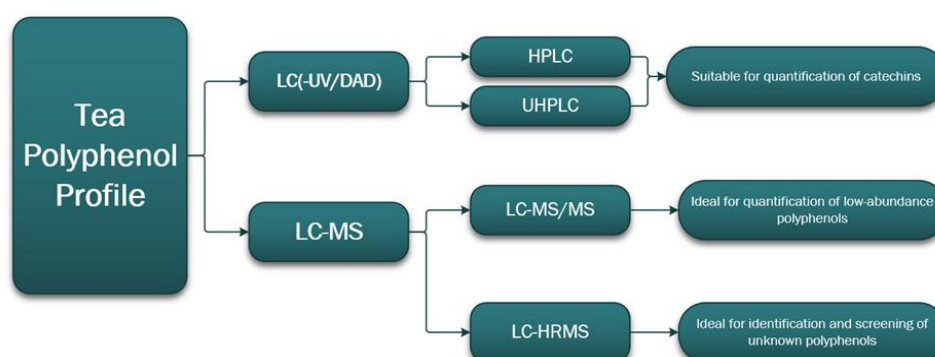 Tea
Polyphenol
Profile
LC(-UV/DAD)
HPLC
UHPLC
Suitable for quantification of catechins
LC-MS
LC-MS/MS
Ideal for quantification of low-abundance
polyphenols
LC-HRMS
Ideal for identification and screening of
unknown polyphenols